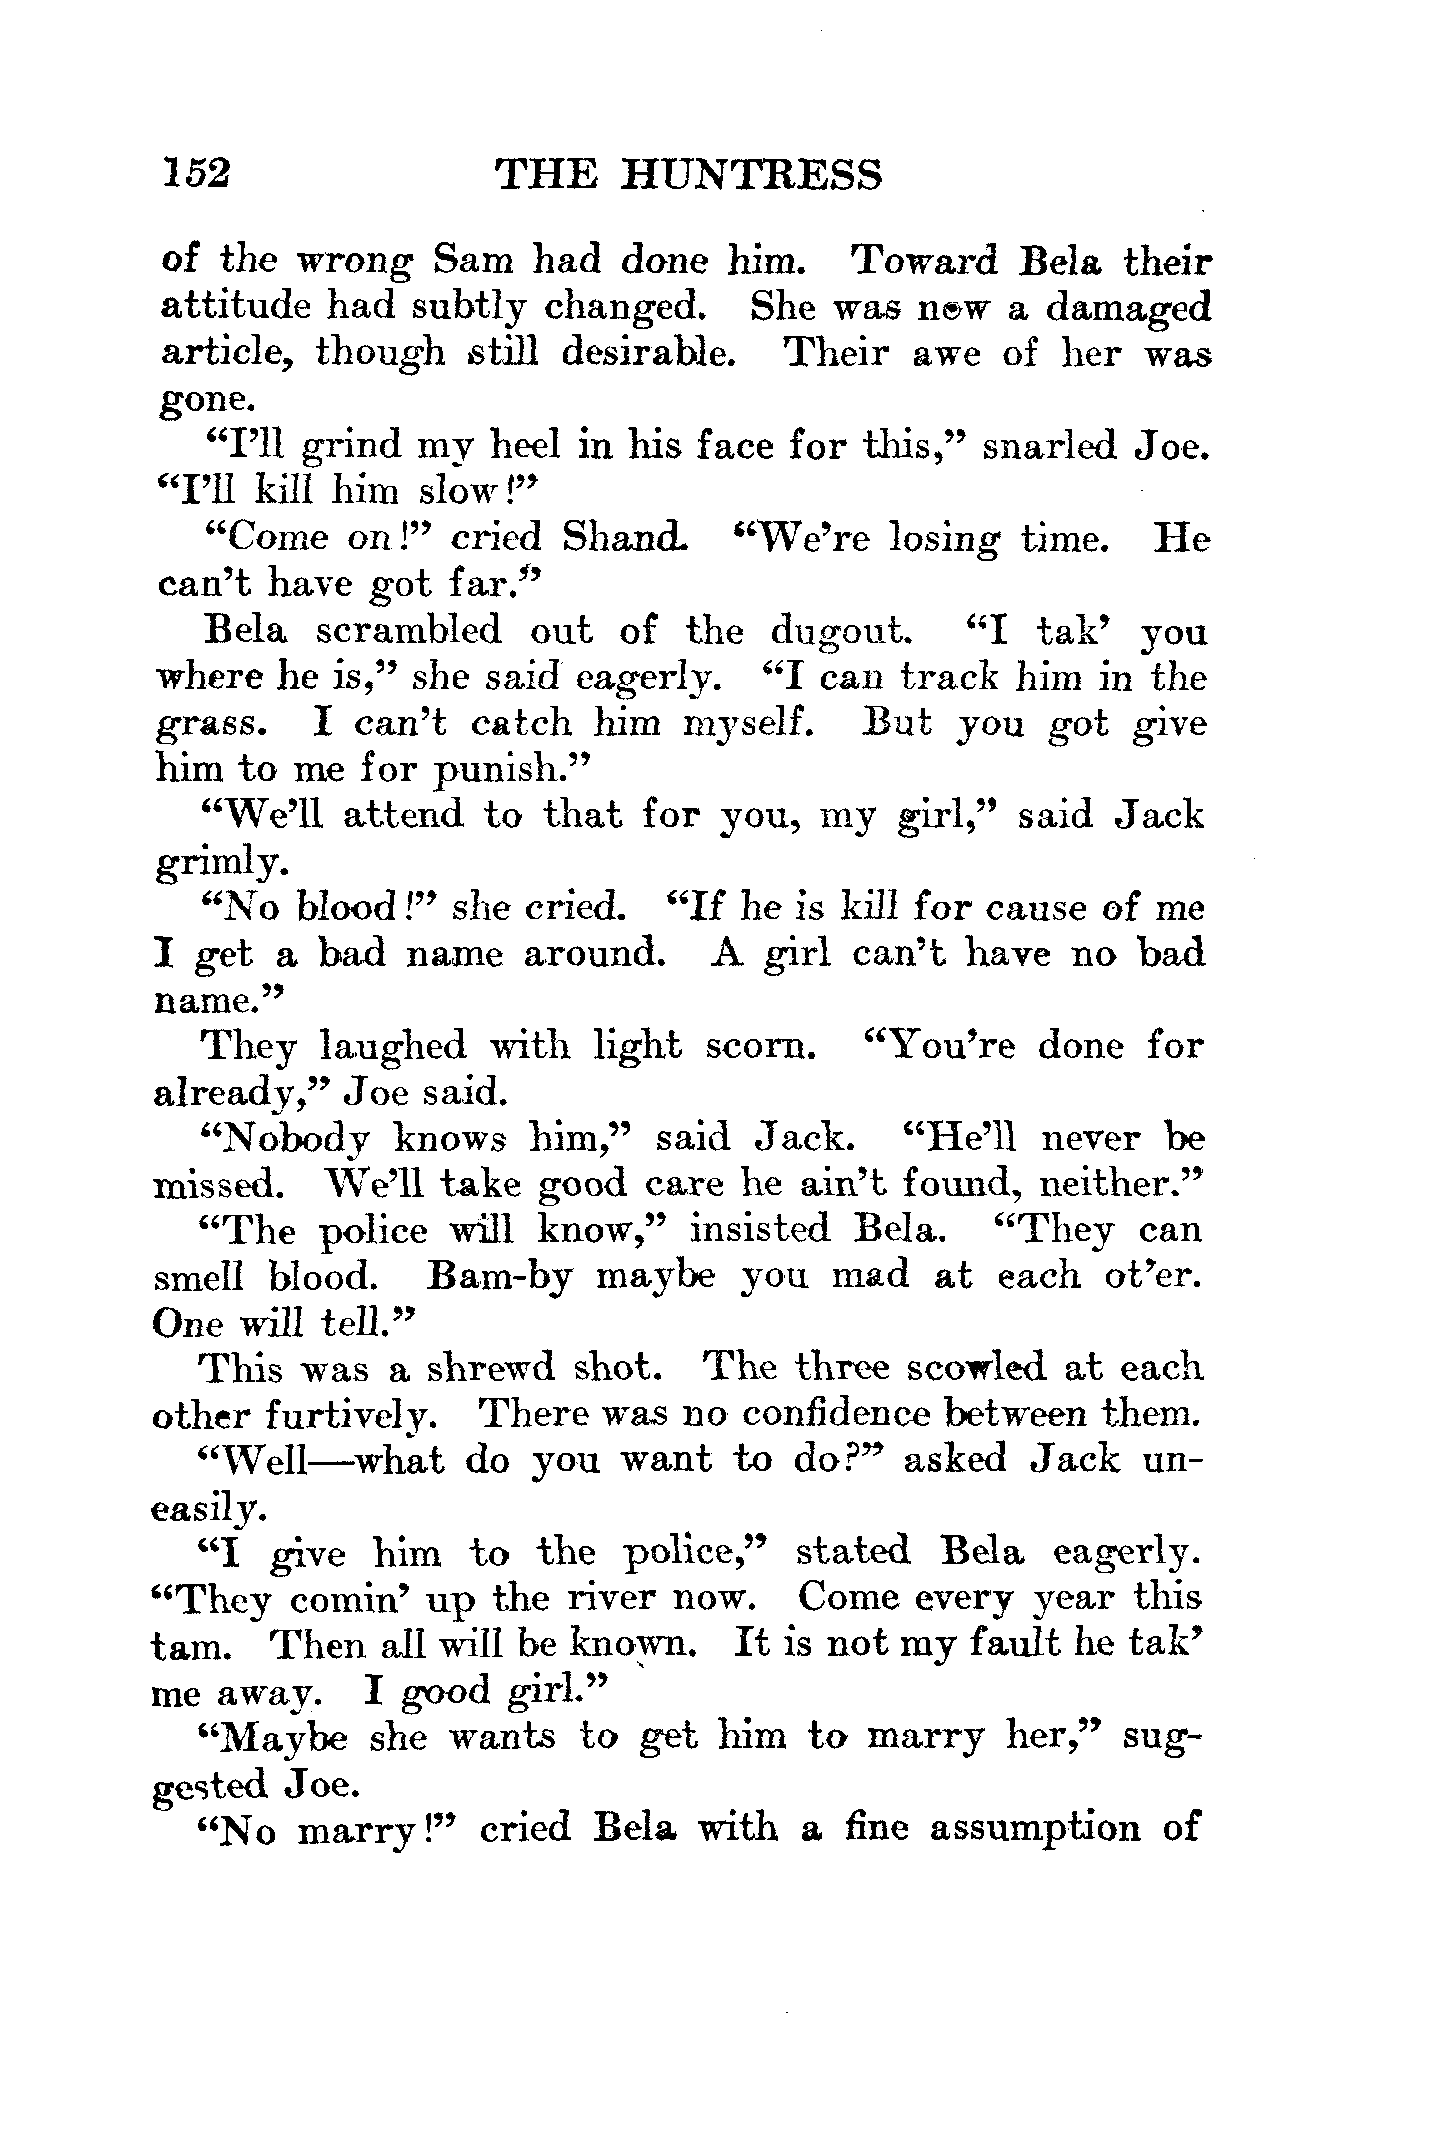 152 THE HUNTRESS
of the wrong Sam had done him. Toward Bela their
attitude had subtly changed. She was now a damaged
article, though still desirable. Their awe of her was
gone.
“I’ll grind my heel in his face for this,” snarled Joe.
“I’ll kill him slow!”
“Come on!” cried Shand. “We’re losing time. He
can’t have got far.”
Bela scrambled out of the dugout. “I tak’ you
where he is,” she said eagerly. “I can track him in the
grass. I can’t catch him myself. But you got give
him to me for punish.”
“We’ll attend to that for you, my girl,” said Jack
grimly.
“No blood!” she cried. “If he is kill for cause of me
I get a bad name around. A girl can’t have no bad
name.”
They laughed with light scorn. “You’re done for
already,” Joe said.
“Nobody knows him,” said Jack. “He’ll never be
missed. We’ll take good care he ain’t found, neither.”
“The police will know,” insisted Bela. “They can
smell blood. Bam-by maybe you mad at each ot’er.
One will tell.”
This was a shrewd shot. The three scowled at each
other furtively. There was no confidence between them.
“Well—what do you want to do?” asked Jack un-
easily.
“I give him to the police,” stated Bela eagerly.
“They comin’ up the river now. Come every year this
tam. Then all will be known. It is not my fault he tak’
me away. I good girl.”
“Maybe she wants to get him to marry her,” sug-
gested Joe.
“No marry!” cried Bela with a fine assumption of